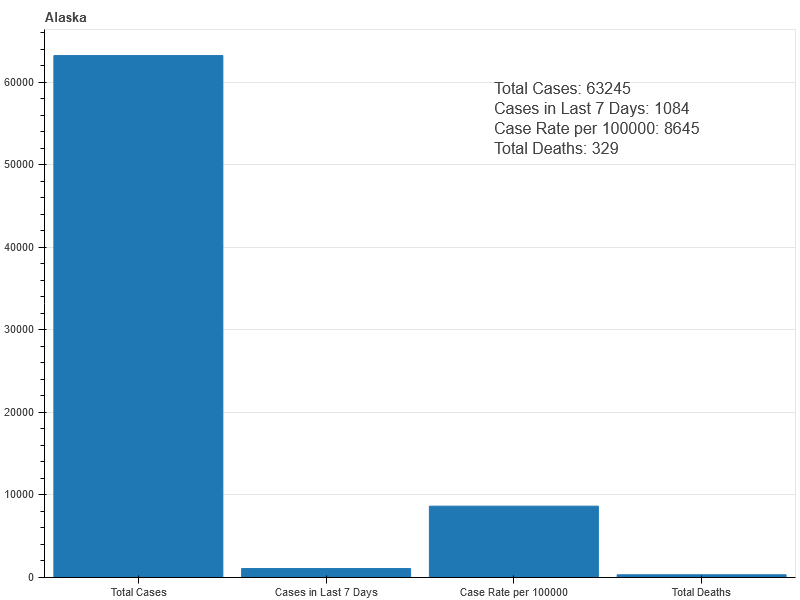 Alaska
Total Cases: 63245
Cases in Last 7 Days: 1084
Case Rate per 100000: 8645
Total Deaths: 329
60000
50000
40000
30000
20000
10000
0
Total Cases Cases in Last 7 Days Case Rate per 100000 Total Deaths